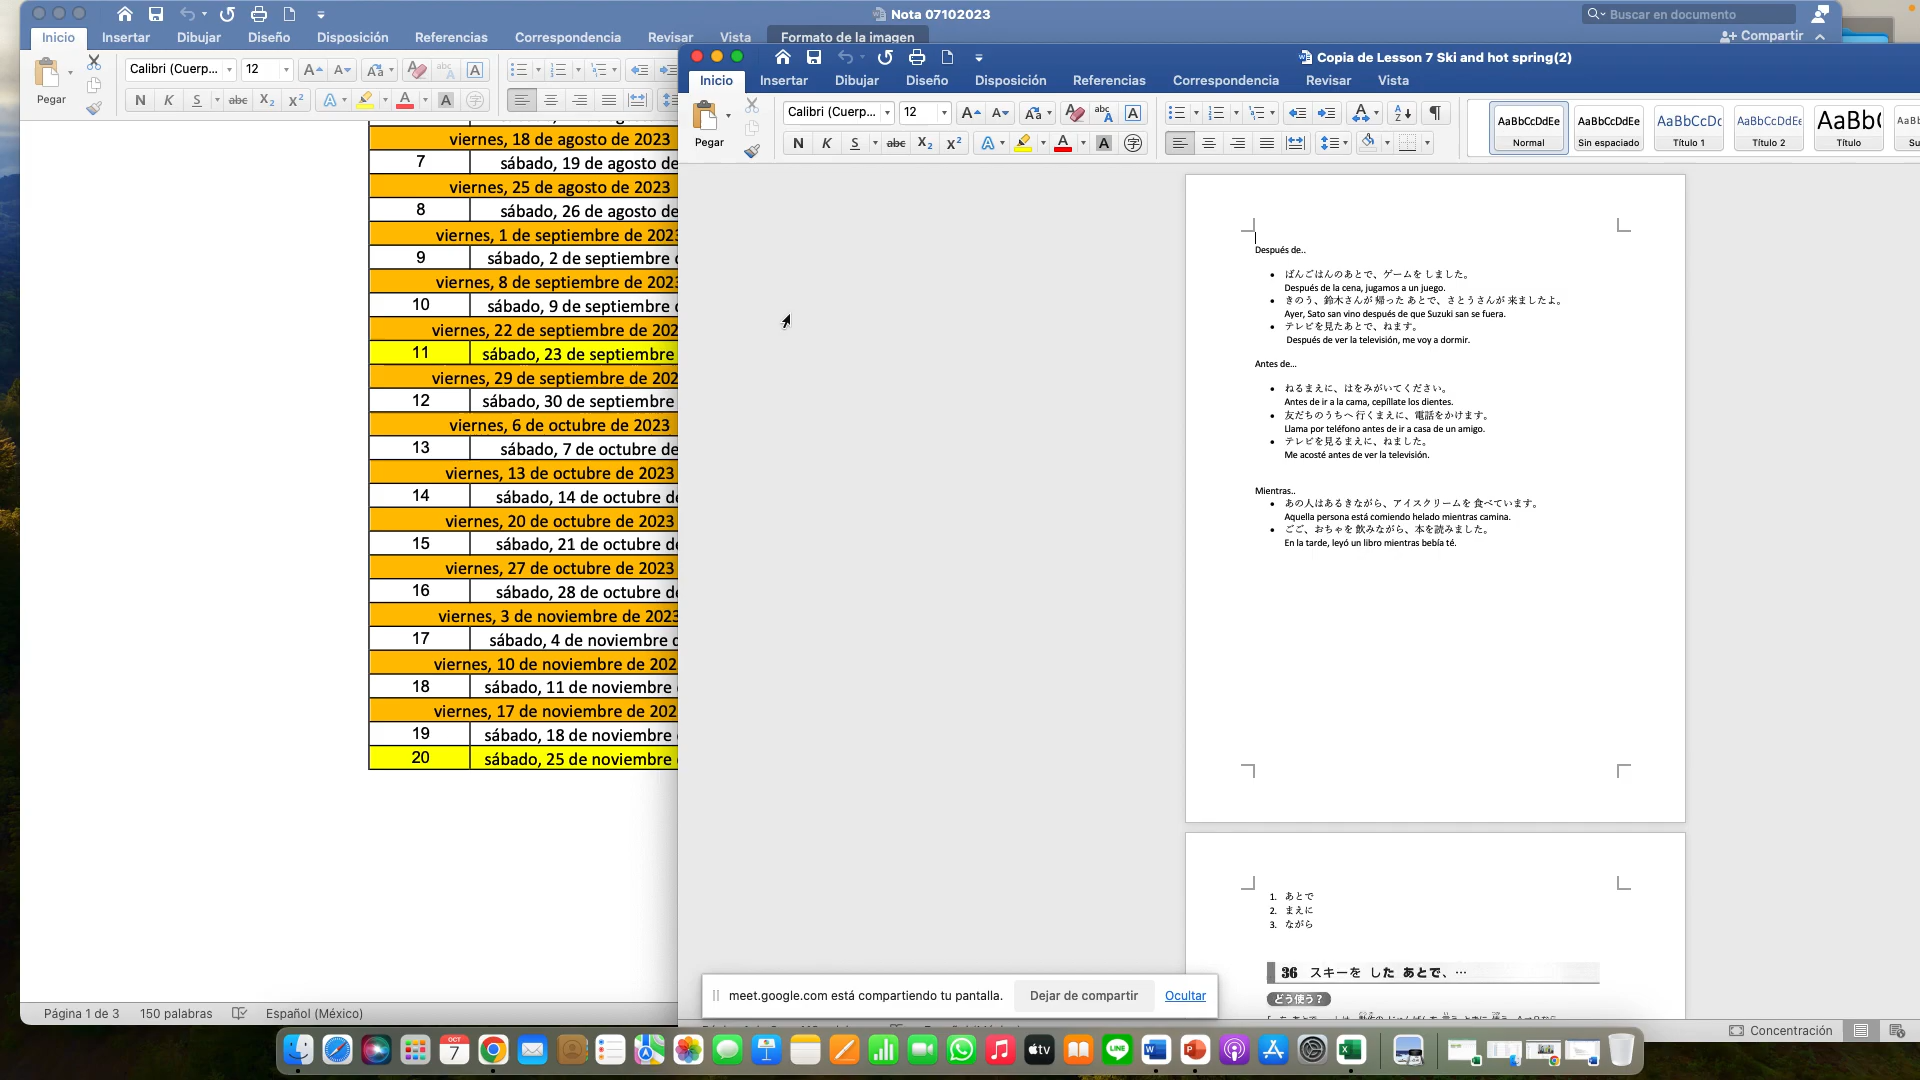 Nota 07102023
Buscar en documento
Inicio Insertar Dibujar Diseño Disposición Referencias Correspondencia Revisar Vista Formato de la imagen
Compartir
Pegar
Calibri (Cuerp... 12
viernes, 18 de agosto de 2023
7 sábado, 19 de agosto de
viernes, 25 de agosto de 2023
8 sábado, 26 de agosto de
viernes, 1 de septiembre de 2023
9 sábado, 2 de septiembre
viernes, 8 de septiembre de 2023
10 sábado, 9 de septiembre
viernes, 22 de septiembre de 202
11 sábado, 23 de septiembre
viernes, 29 de septiembre de 202
12 sábado, 30 de septiembre
viernes, 6 de octubre de 2023
13 sábado, 7 de octubre de
viernes, 13 de octubre de 2023
14 sábado, 14 de octubre de
viernes, 20 de octubre de 2023
15 sábado, 21 de octubre de
viernes, 27 de octubre de 2023
16 sábado, 28 de octubre de
viernes, 3 de noviembre de 2023
17 sábado, 4 de noviembre
viernes, 10 de noviembre de 202
18 sábado, 11 de noviembre
viernes, 17 de noviembre de 202
19 sábado, 18 de noviembre
20 sábado, 25 de noviembre
Página 1 de 3 150 palabras Español (México)
Copia de Lesson 7 Ski and hot spring(2)
Inicio Insertar Dibujar Diseño Disposición Referencias Correspondencia Revisar Vista
Pegar
Calibri (Cuerp... 12
AaBbCcDdEe AaBbCcDdEe AaBbCcDc AaBbCcDdEe AaBb(
Normal Sin espaciado Título 1 Título 2 Título
Después de..
• ばんごはんのあとで、ゲームを しました。
Después de la cena, jugamos a un juego.
• きのう、鈴木さんが 帰った あとで、さとうさんが 来ましたよ。
Ayer, Sato san vino después de que Suzuki san se fuera.
• テレビを見たあとで、ねます。
Después de ver la televisión, me voy a dormir.
Antes de...
• ねるまえに、はをみがいてください。
Antes de ir a la cama, cepíllate los dientes.
• 友だちのうちへ 行くまえに、電話をかけます。
Llama por teléfono antes de ir a casa de un amigo.
• テレビを見るまえに、ねました。
Me acosté antes de ver la televisión.
Mientras..
• あの人はあるきながら、アイスクリームを 食べています。
Aquella persona está comiendo helado mientras camina.
• ごご、おちゃを 飲みながら、本を読みました。
En la tarde, leyó un libro mientras bebía té.
1. あとで
2. まえに
3. ながら
36 スキーを した あとで、…
どう使う？
meet.google.com está compartiendo tu pantalla. Dejar de compartir Ocultar
Concentración
OCT
7
tv
LINE